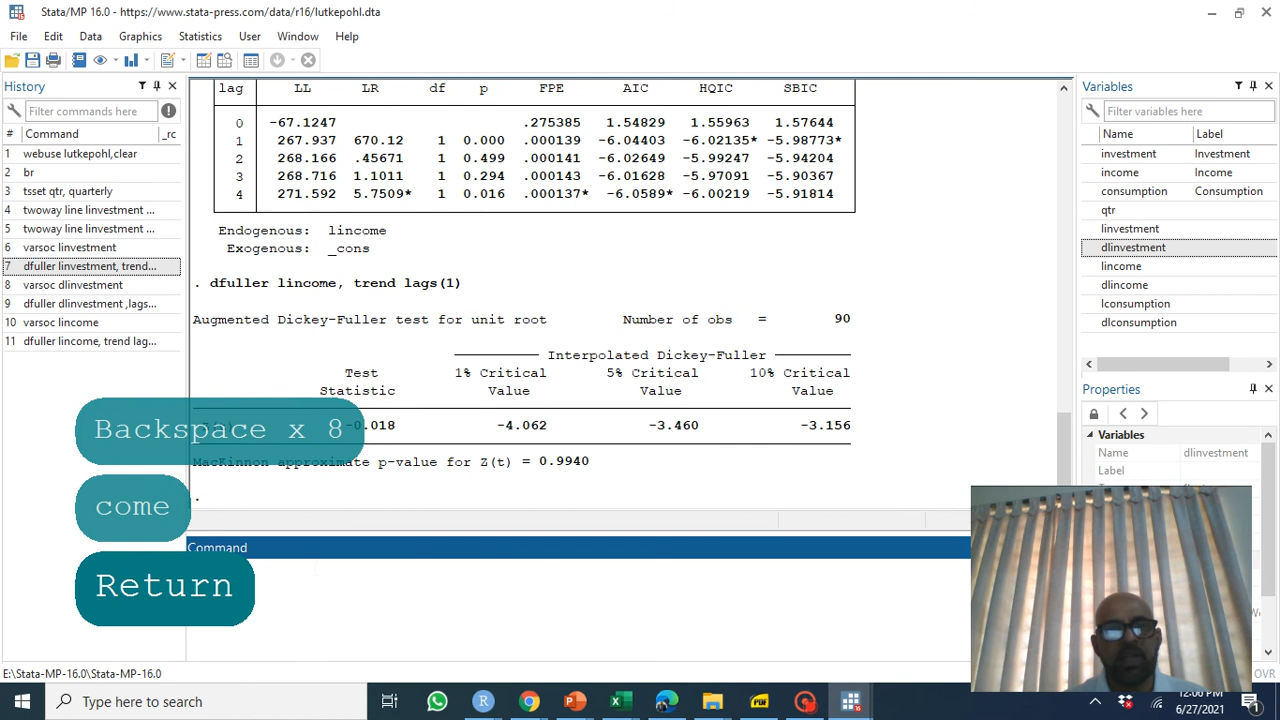 Stata/MP 16.0 - https://www.stata-press.com/data/r16/lutkepohl.dta
File Edit Data Graphics Statistics User Window Help
History
Filter commands here
# Command _rc
1 webuse lutkepohl,clear
2 br
3 tsset qtr, quarterly
4 twoway line linvestment ...
5 twoway line linvestment ...
6 varsoc linvestment
7 dfuller linvestment, trend...
8 varsoc dlinvestment
9 dfuller dlinvestment ,lags...
10 varsoc lincome
11 dfuller lincome, trend lag...
lag LL LR df p FPE AIC HQIC SBIC
0 -67.1247 .275385 1.54829 1.55963 1.57644
1 267.937 670.12 1 0.000 .000139 -6.04403 -6.02135* -5.98773*
2 268.166 .45671 1 0.499 .000141 -6.02649 -5.99247 -5.94204
3 268.716 1.1011 1 0.294 .000143 -6.01628 -5.97091 -5.90367
4 271.592 5.7509* 1 0.016 .000137* -6.0589* -6.00219 -5.91814
Endogenous: lincome
Exogenous: _cons
. dfuller lincome, trend lags(1)
Augmented Dickey-Fuller test for unit root Number of obs = 90
Interpolated Dickey-Fuller
Test 1% Critical 5% Critical 10% Critical
Statistic Value Value Value
-0.018 -4.062 -3.460 -3.156
MacKinnon approximate p-value for Z(t) = 0.9940
.
Backspace x 8
come
Return
Command
Variables
Filter variables here
Name Label
investment Investment
income Income
consumption Consumption
qtr
linvestment
dlinvestment
lincome
dlincome
lconsumption
dlconsumption
Properties
Variables
Name dlinvestment
Label
E:\Stata-MP-16.0\Stata-MP-16.0
OVR
Type here to search
12:06 PM
6/27/2021